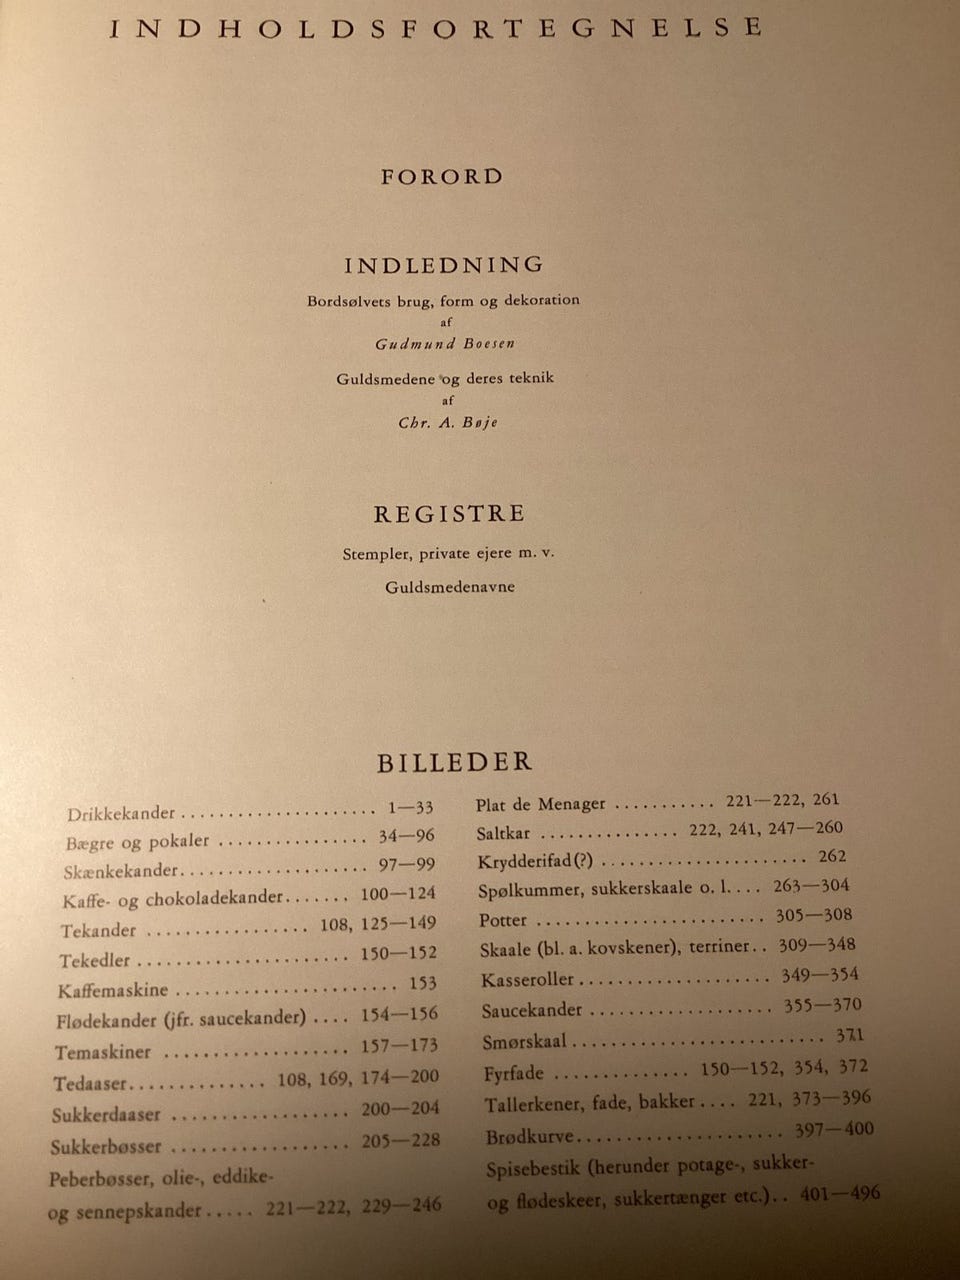 INDHOLDSFORTEGNELSE
FORORD
INDLEDNING
Bordsølvets brug, form og dekoration
af
Gudmund Boesen
Guldsmedene og deres teknik
af
Chr. A. Bøje
REGISTRE
Stempler, private ejere m. v.
Guldsmedenavne
BILLEDER
Drikkekander ..................... 1—33
Bægre og pokaler ................ 34—96
Skænkekander.................... 97—99
Kaffe- og chokoladekander....... 100—124
Tekander ................. 108, 125—149
Tekedler ....................... 150—152
Kaffemaskine ........................ 153
Flødekander (jfr. saucekander) .... 154—156
Temaskiner .................... 157—173
Tedaaser.............. 108, 169, 174—200
Sukkerdaaser ................... 200—204
Sukkerbøsser ................... 205—228
Peberbøsser, olie-, eddike-
og sennepskander ..... 221—222, 229—246
Plat de Menager ........... 221—222, 261
Saltkar ............... 222, 241, 247—260
Krydderifad(?) ...................... 262
Spølkummer, sukkerskaale o. l.... 263—304
Potter ......................... 305—308
Skaale (bl. a. kovskener), terriner.. 309—348
Kasseroller..................... 349—354
Saucekander .................... 355—370
Smørskaal........................... 371
Fyrfade ............... 150—152, 354, 372
Tallerkener, fade, bakker.... 221, 373—396
Brødkurve....................... 397—400
Spisebestik (herunder potage-, sukker-
og flødeskeer, sukkertænger etc.).. 401—496